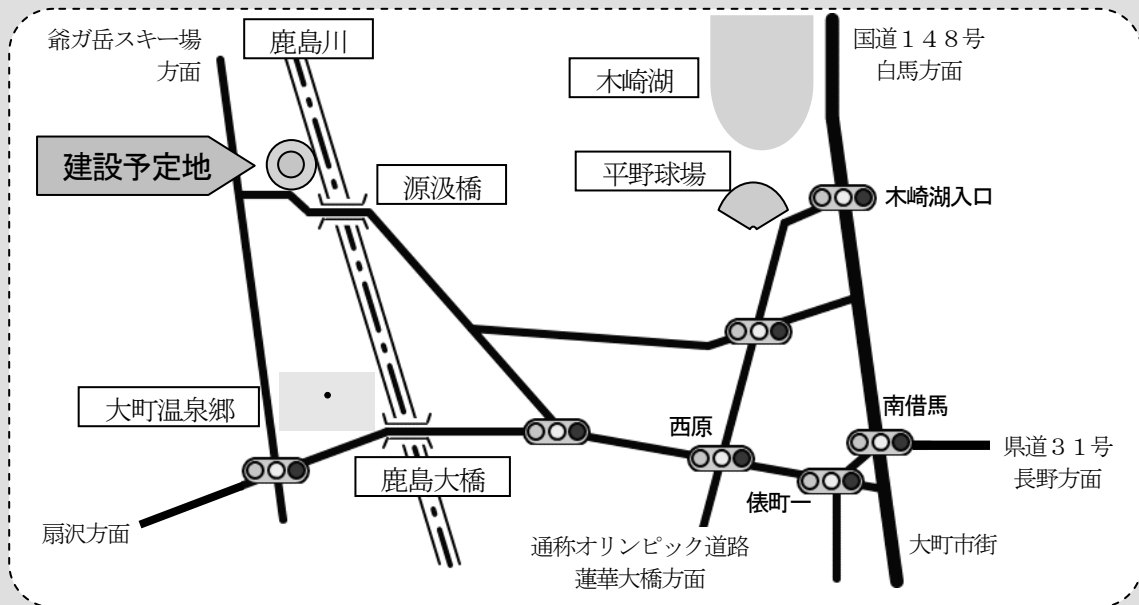 爺ガ岳スキー場
方面
鹿島川
木崎湖
国道１４８号
白馬方面
建設予定地
源汲橋
平野球場
木崎湖入口
大町温泉郷
西原
南借馬
県道３１号
長野方面
鹿島大橋
俵町一
扇沢方面
通称オリンピック道路
蓮華大橋方面
大町市街